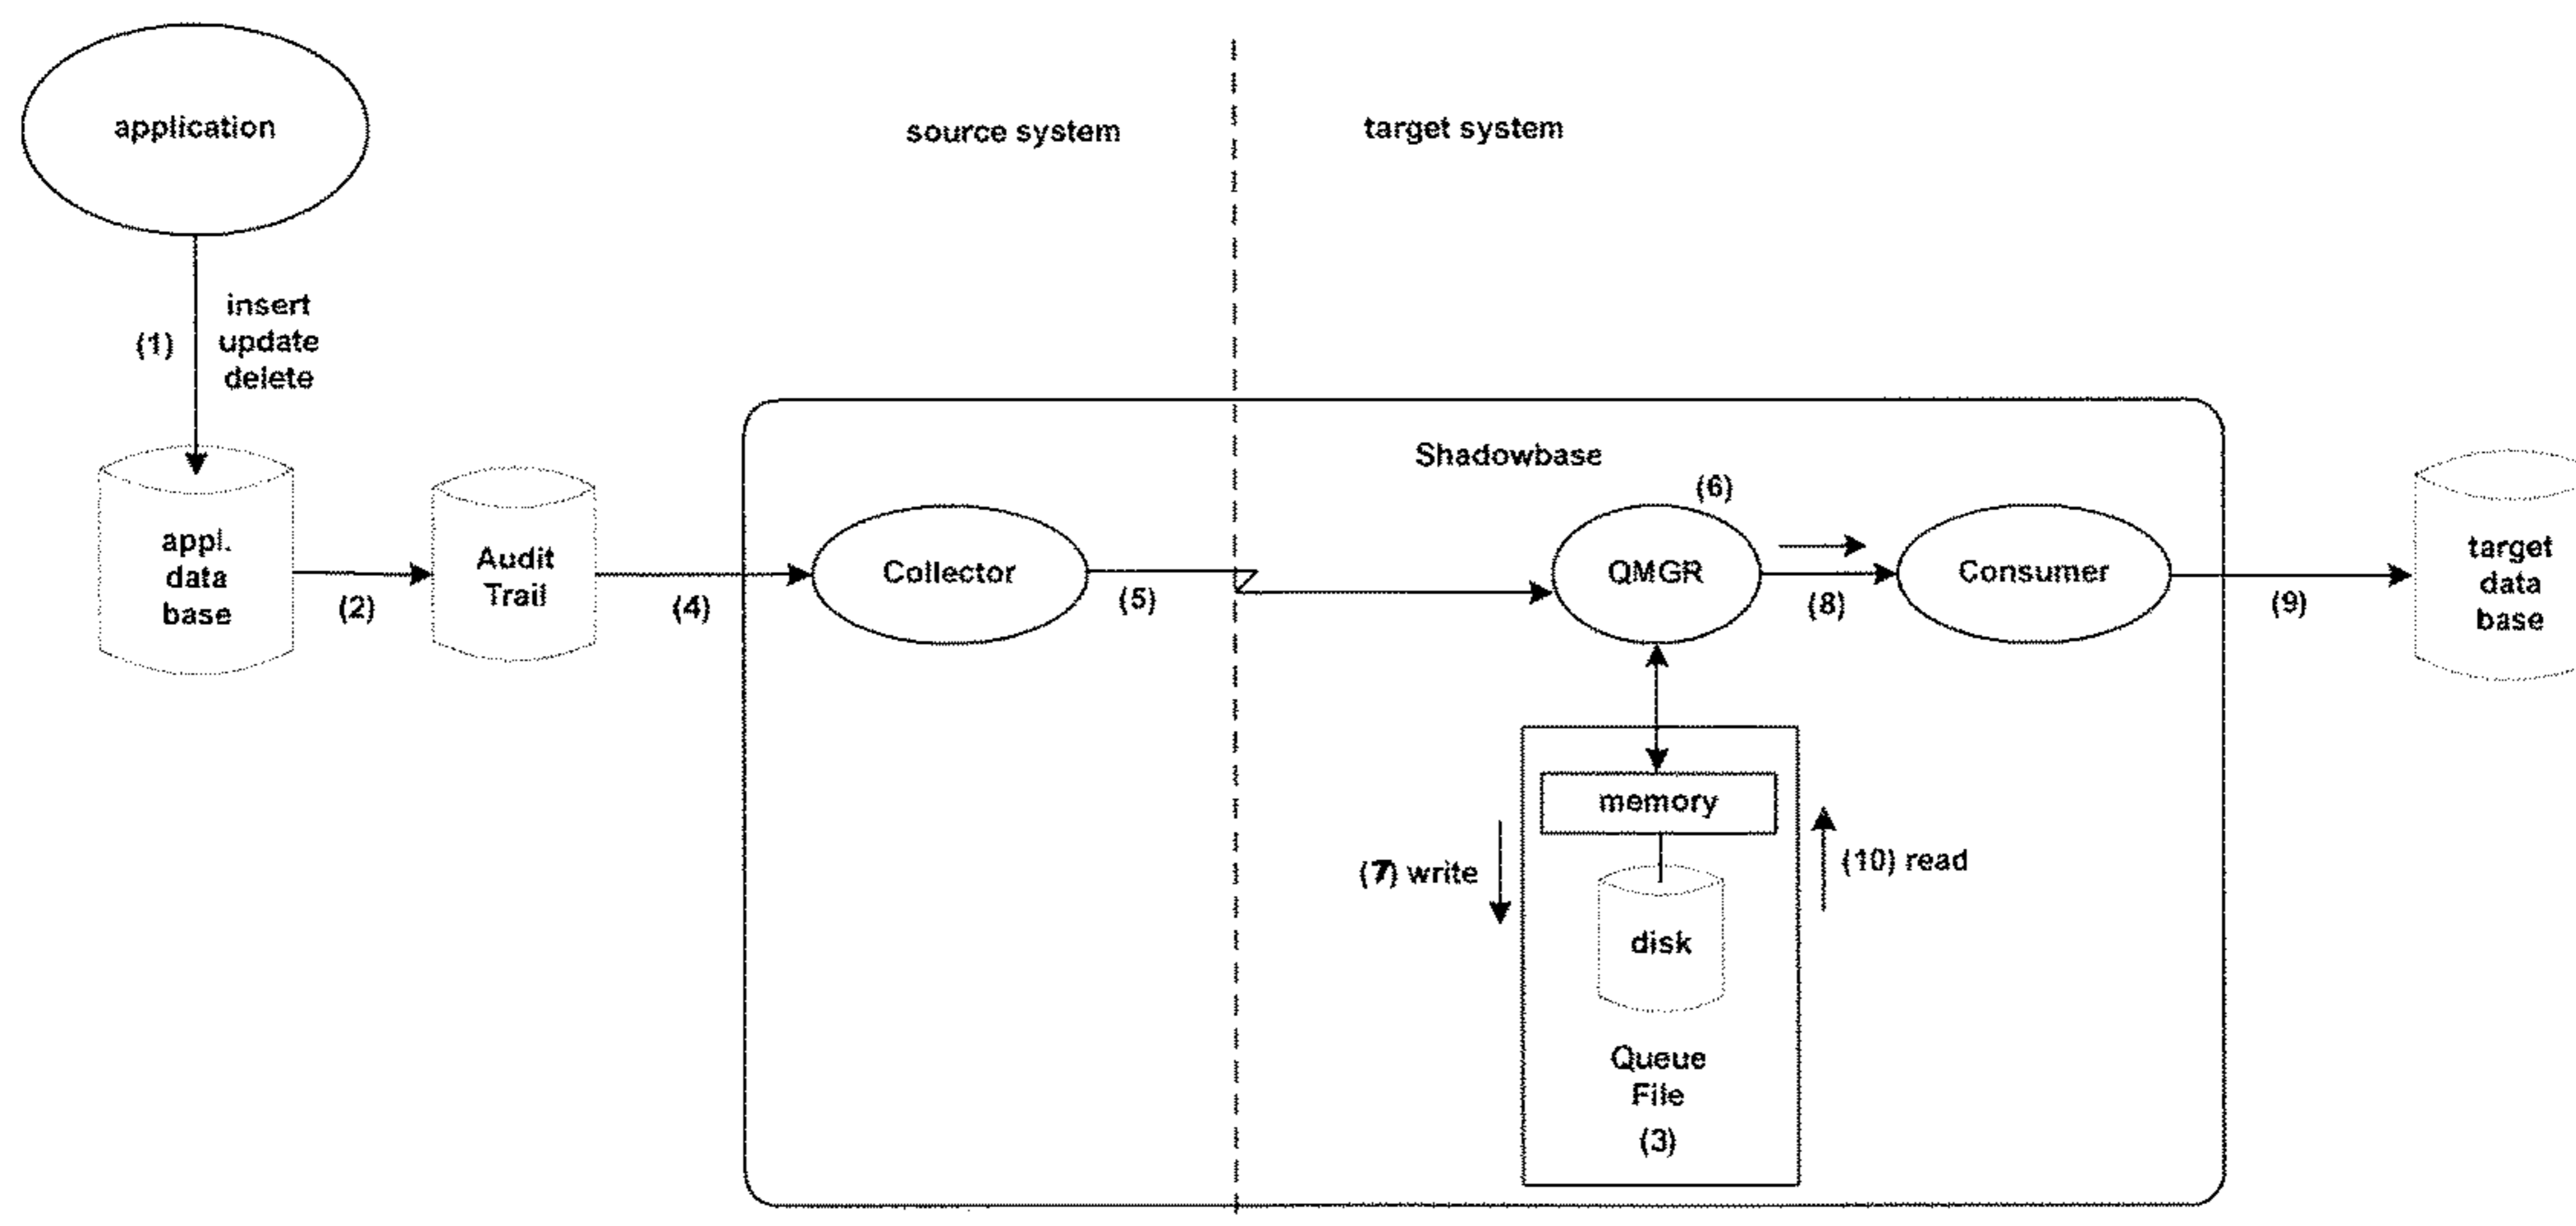 application
source system
target system
(1)
insert
update
delete
appl.
data
base
(2)
Audit
Trail
(4)
Shadowbase
Collector
(5)
QMGR
(6)
(8)
Consumer
(9)
target
data
base
memory
(7) write
(10) read
disk
Queue
File
(3)